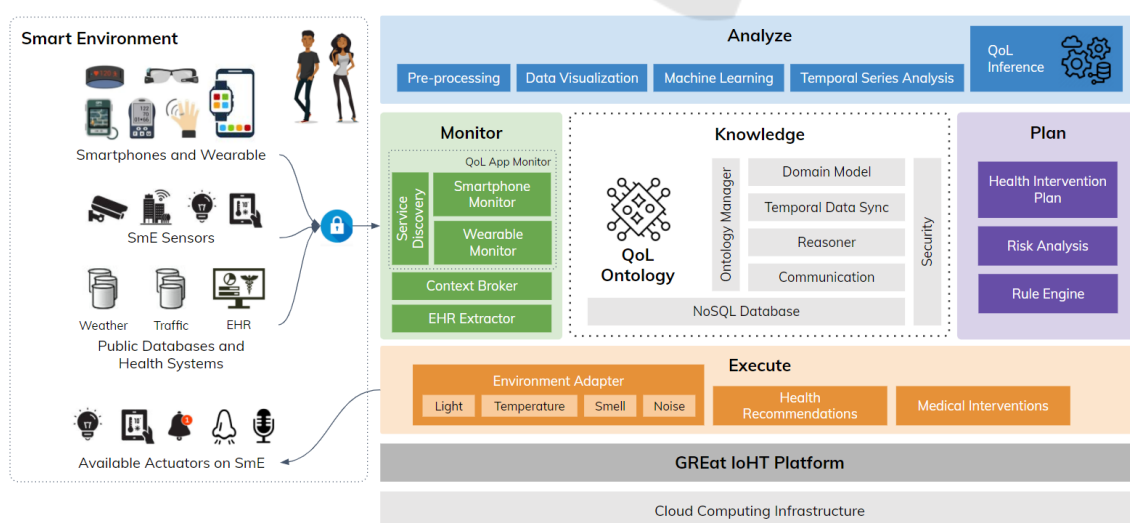 Smart Environment
Smartphones and Wearable
SmE Sensors
Weather
Traffic
EHR
Public Databases and
Health Systems
Available Actuators on SmE
Analyze
Pre-processing
Data Visualization
Machine Learning
Temporal Series Analysis
QoL
Inference
Monitor
QoL App Monitor
Service
Discovery
Smartphone
Monitor
Wearable
Monitor
Context Broker
EHR Extractor
Knowledge
QoL
Ontology
Ontology Manager
Domain Model
Temporal Data Sync
Reasoner
Communication
Security
NoSQL Database
Plan
Health Intervention
Plan
Risk Analysis
Rule Engine
Execute
Environment Adapter
Light
Temperature
Smell
Noise
Health
Recommendations
Medical Interventions
GREat IoHT Platform
Cloud Computing Infrastructure